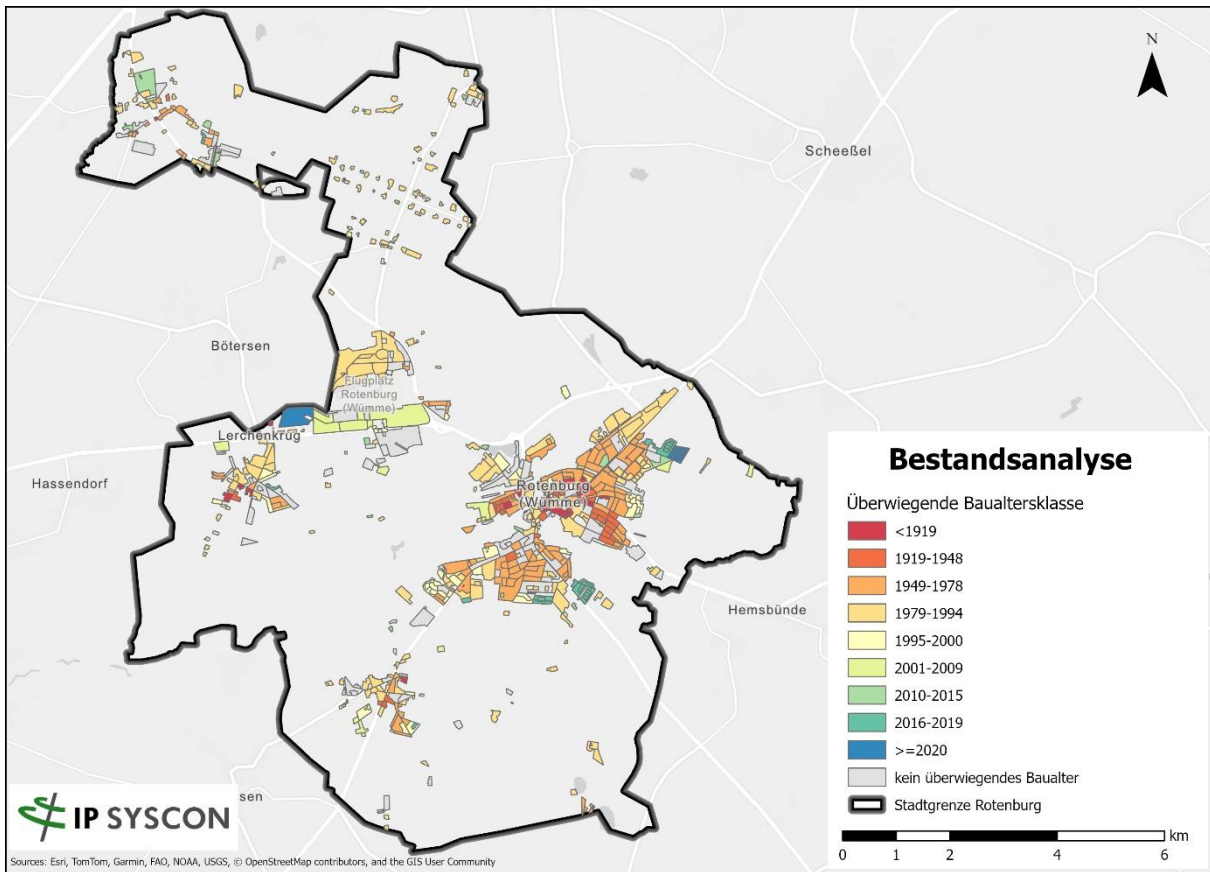 N
Scheeßel
Bötersen
Flugplatz
Rotenburg
(Wümme)
Lerchenkrug
Hassendorf
Rotenburg
(Wümme)
Hemsbünde
sen
Bestandsanalyse
Überwiegende Baualtersklasse
<1919
1919-1948
1949-1978
1979-1994
1995-2000
2001-2009
2010-2015
2016-2019
>=2020
kein überwiegendes Baualter
Stadtgrenze Rotenburg
km
0 1 2 4 6
IP SYSCON
Sources: Esri, TomTom, Garmin, FAO, NOAA, USGS, © OpenStreetMap contributors, and the GIS User Community